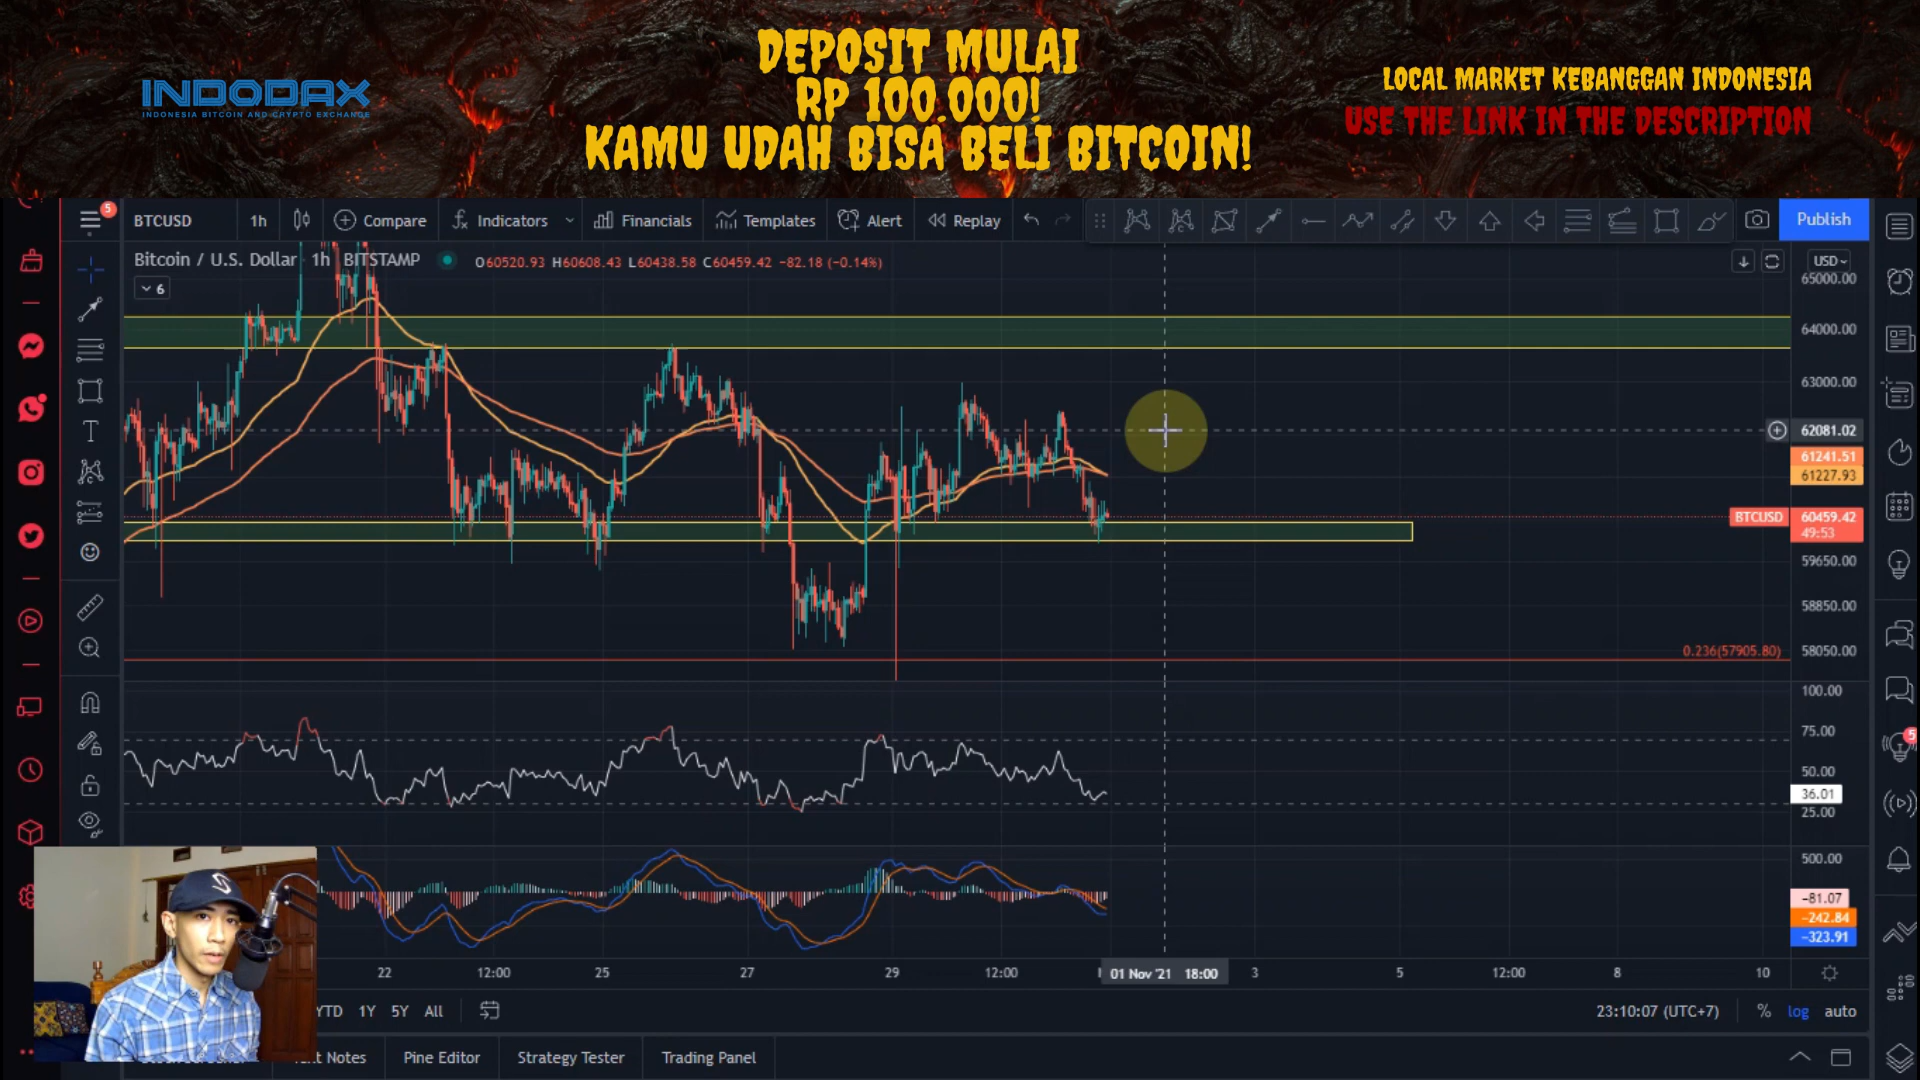 INDODAX
INDONESIA BITCOIN AND CRYPTO EXCHANGE
DEPOSIT MULAI
RP 100.000!
KAMU UDAH BISA BELI BITCOIN!
LOCAL MARKET KEBANGGAN INDONESIA
USE THE LINK IN THE DESCRIPTION
5
BTCUSD 1h Compare Indicators Financials Templates Alert Replay Publish
Bitcoin / U.S. Dollar 1h BITSTAMP O60520.93 H60608.43 L60438.58 C60459.42 −82.18 (−0.14%)
USD
6
65000.00
64000.00
63000.00
62081.02
61241.51
61227.93
BTCUSD 60459.42
49:53
59650.00
58850.00
0.236(57905.80)
58050.00
100.00
75.00
50.00
36.01
25.00
5
500.00
−81.07
−242.84
−323.91
22 12:00 25 27 29 12:00 01 Nov '21 18:00 3 5 12:00 8 10
YTD 1Y 5Y All
23:10:07 (UTC+7) % log auto
Notes Pine Editor Strategy Tester Trading Panel